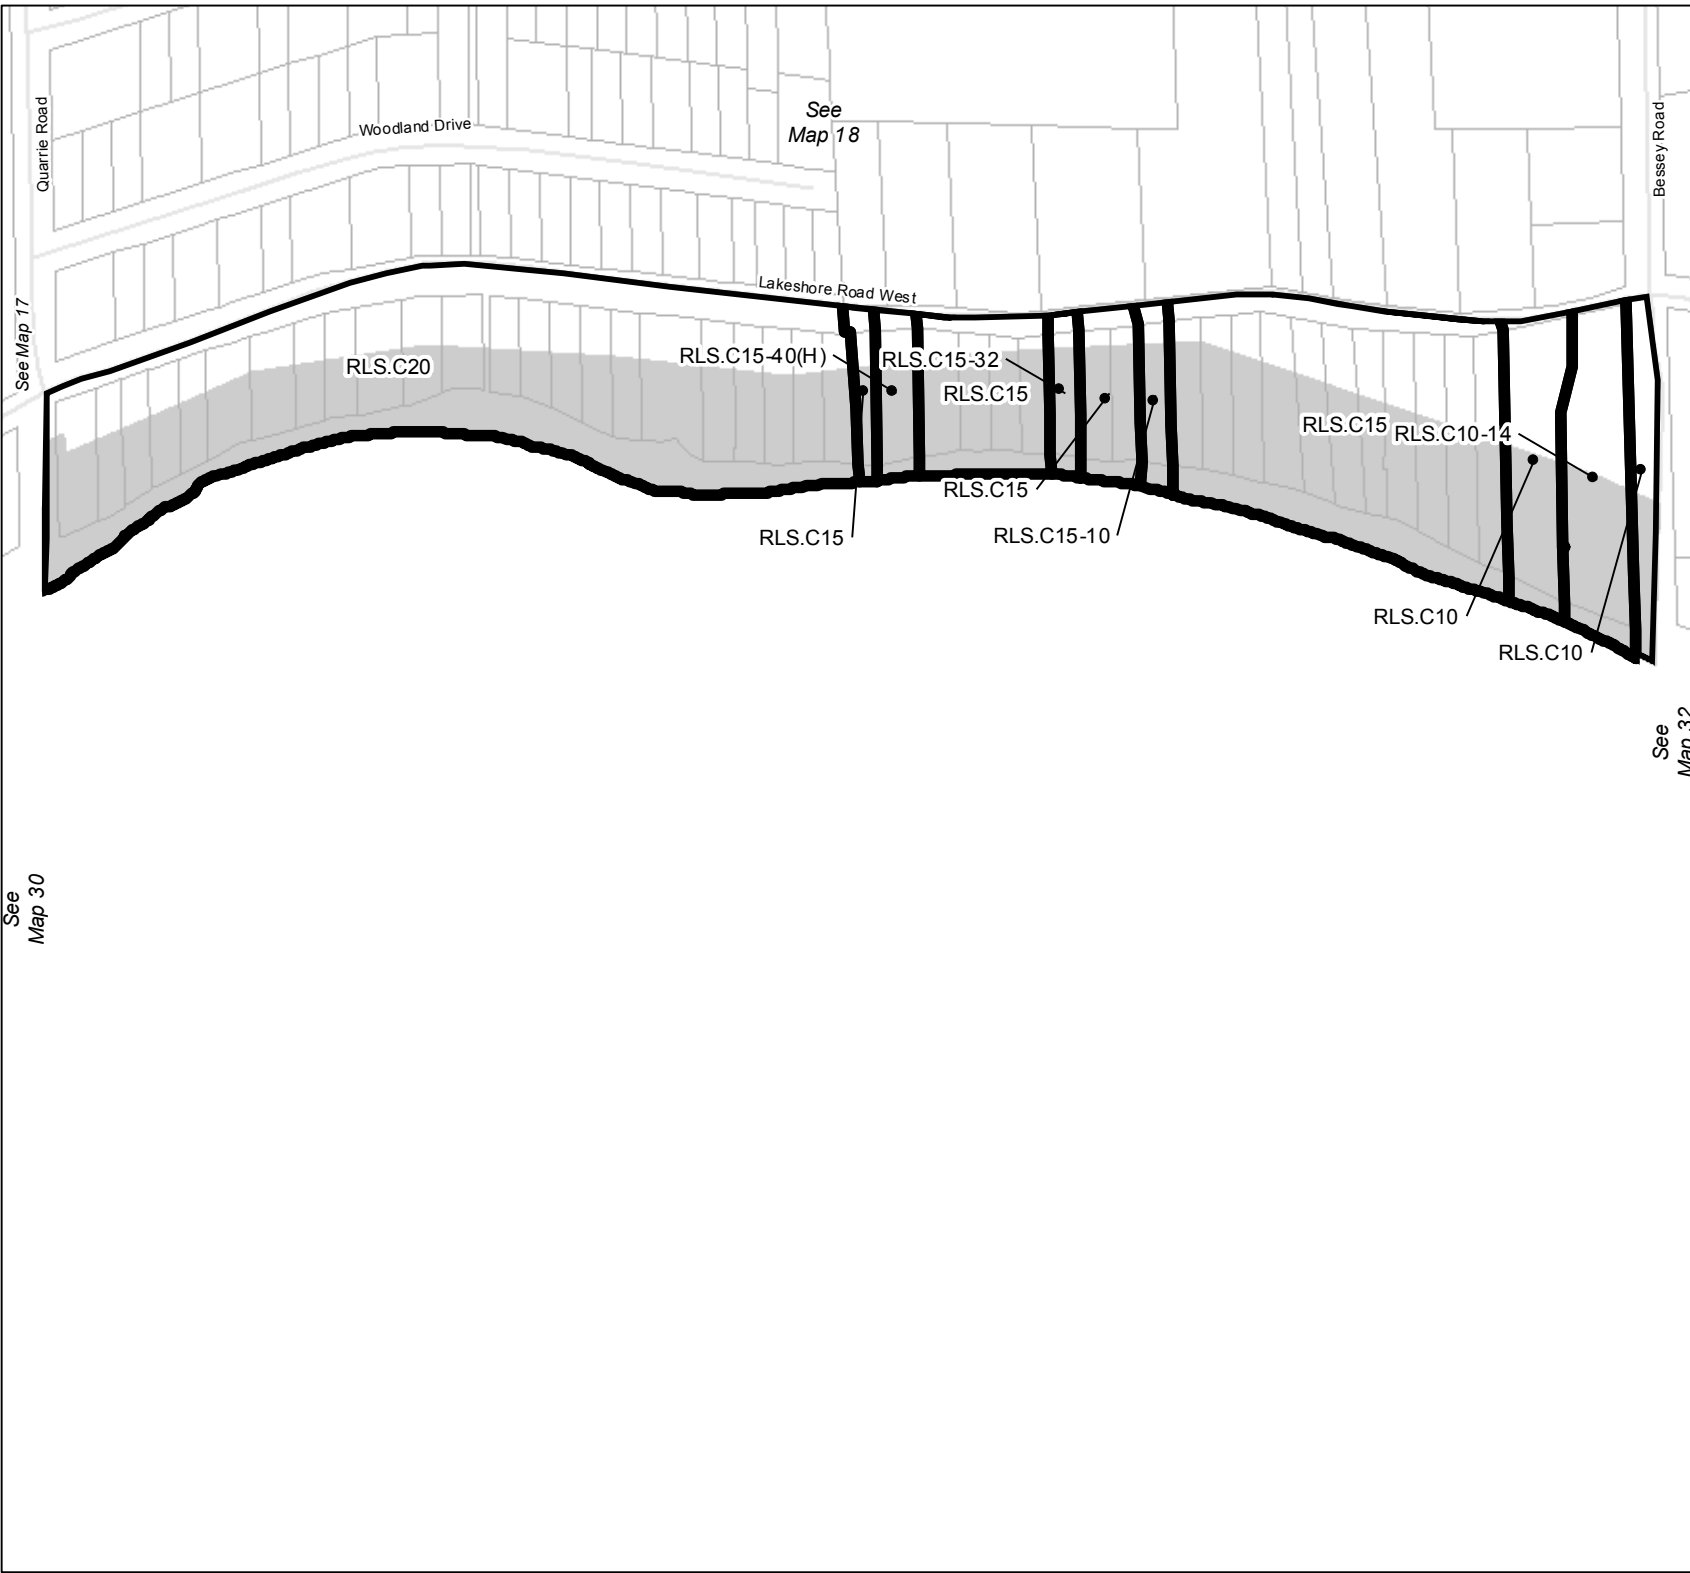 Quarrie Road
Woodland Drive
See
Map 18
Bessey Road
See Map 17
Lakeshore Road West
RLS.C20
RLS.C15-40(H)
RLS.C15-32
RLS.C15
RLS.C15
RLS.C10-14
RLS.C15
RLS.C15
RLS.C15-10
RLS.C10
RLS.C10
See
Map 32
See
Map 30